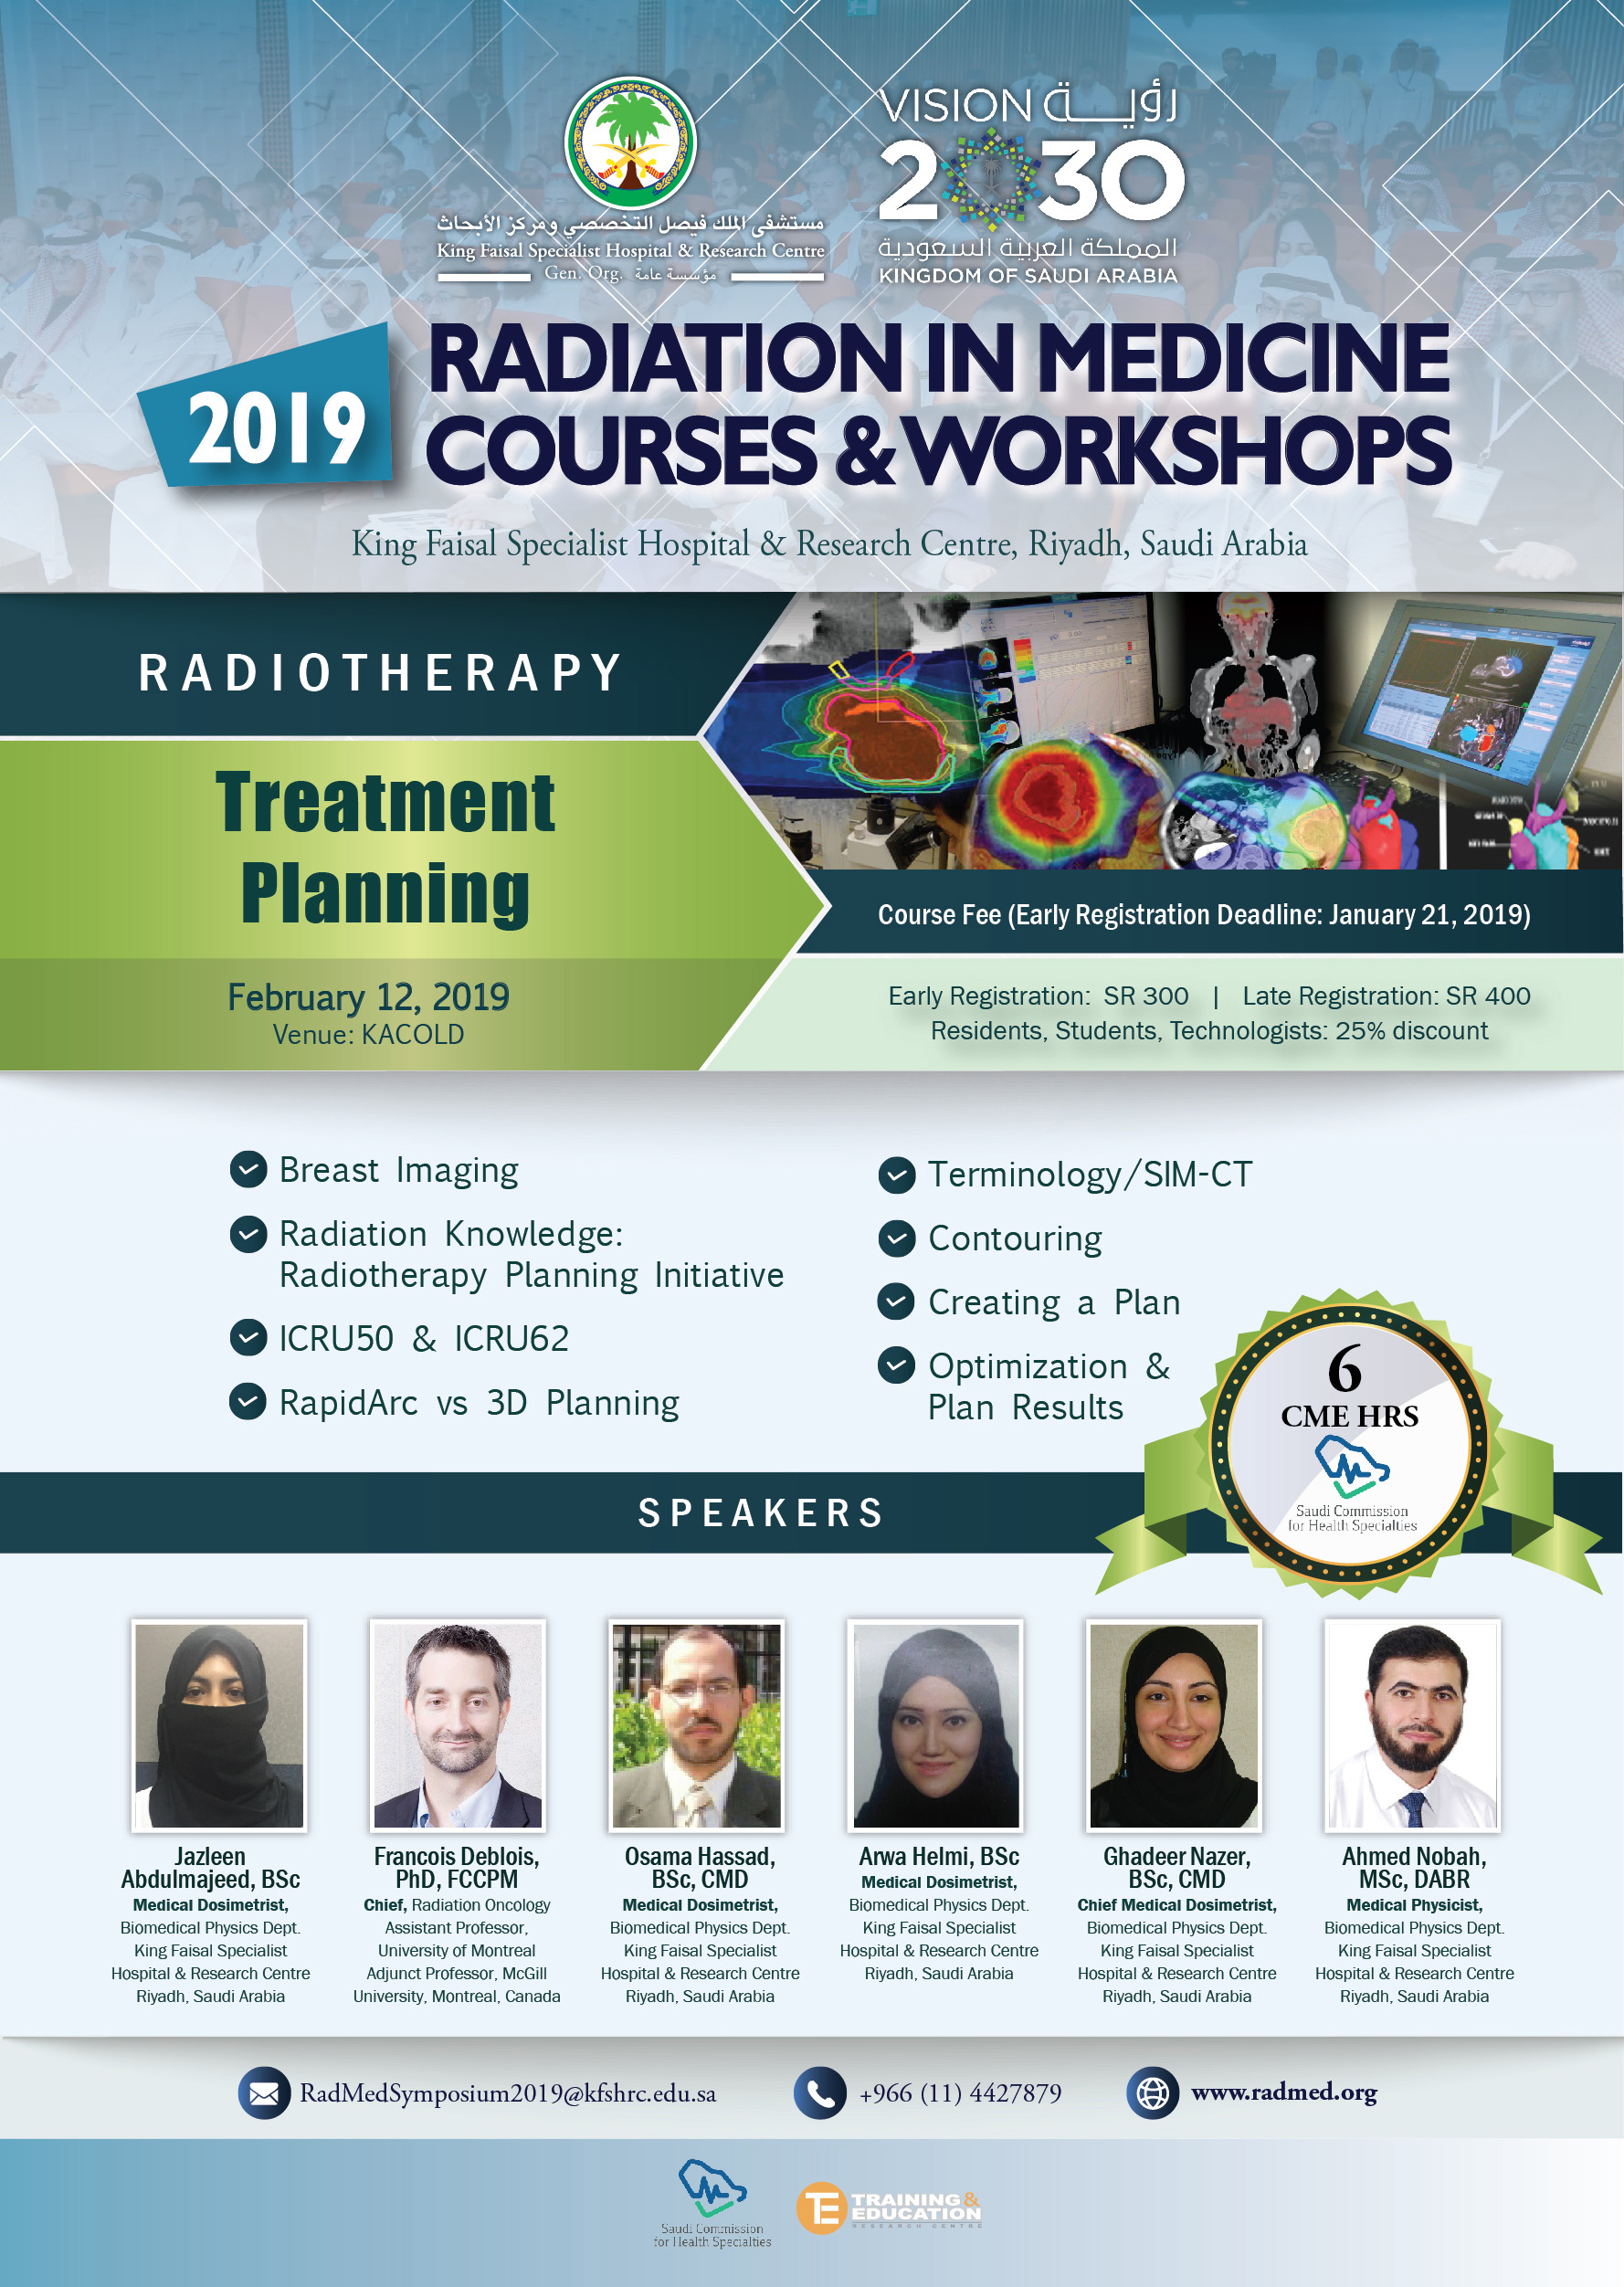 VISION رؤيــة
2030
المملكة العربية السعودية
KINGDOM OF SAUDI ARABIA
مستشفى الملك فيصل التخصصي ومركز الأبحاث
King Faisal Specialist Hospital & Research Centre
Gen. Org. مؤسسة عامة
2019
RADIATION IN MEDICINE
COURSES & WORKSHOPS
King Faisal Specialist Hospital & Research Centre, Riyadh, Saudi Arabia
RADIOTHERAPY
Treatment
Planning
February 12, 2019
Venue: KACOLD
Course Fee (Early Registration Deadline: January 21, 2019)
Early Registration: SR 300 | Late Registration: SR 400
Residents, Students, Technologists: 25% discount
Breast Imaging
Radiation Knowledge:
Radiotherapy Planning Initiative
ICRU50 & ICRU62
RapidArc vs 3D Planning
Terminology/SIM-CT
Contouring
Creating a Plan
Optimization &
Plan Results
6
CME HRS
Saudi Commission
for Health Specialties
SPEAKERS
Jazleen
Abdulmajeed, BSc
Medical Dosimetrist,
Biomedical Physics Dept.
King Faisal Specialist
Hospital & Research Centre
Riyadh, Saudi Arabia
Francois Deblois,
PhD, FCCPM
Chief, Radiation Oncology
Assistant Professor,
University of Montreal
Adjunct Professor, McGill
University, Montreal, Canada
Osama Hassad,
BSc, CMD
Medical Dosimetrist,
Biomedical Physics Dept.
King Faisal Specialist
Hospital & Research Centre
Riyadh, Saudi Arabia
Arwa Helmi, BSc
Medical Dosimetrist,
Biomedical Physics Dept.
King Faisal Specialist
Hospital & Research Centre
Riyadh, Saudi Arabia
Ghadeer Nazer,
BSc, CMD
Chief Medical Dosimetrist,
Biomedical Physics Dept.
King Faisal Specialist
Hospital & Research Centre
Riyadh, Saudi Arabia
Ahmed Nobah,
MSc, DABR
Medical Physicist,
Biomedical Physics Dept.
King Faisal Specialist
Hospital & Research Centre
Riyadh, Saudi Arabia
RadMedSymposium2019@kfshrc.edu.sa
+966 (11) 4427879
www.radmed.org
Saudi Commission
for Health Specialties
TE TRAINING &
EDUCATION
RESEARCH CENTRE